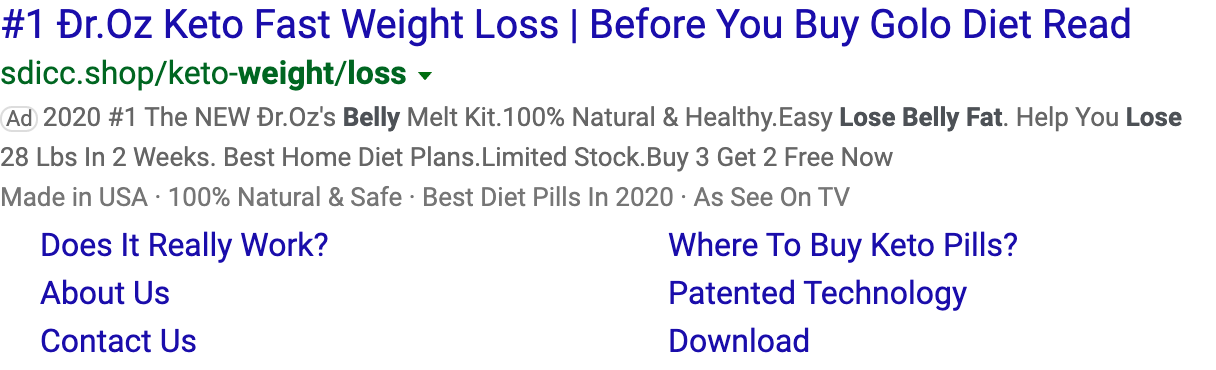 #1 Ðr.Oz Keto Fast Weight Loss | Before You Buy Golo Diet Read
sdicc.shop/keto-weight/loss
Ad 2020 #1 The NEW Ðr.Oz's Belly Melt Kit.100% Natural & Healthy.Easy Lose Belly Fat. Help You Lose
28 Lbs In 2 Weeks. Best Home Diet Plans.Limited Stock.Buy 3 Get 2 Free Now
Made in USA · 100% Natural & Safe · Best Diet Pills In 2020 · As See On TV
Does It Really Work?
Where To Buy Keto Pills?
About Us
Patented Technology
Contact Us
Download